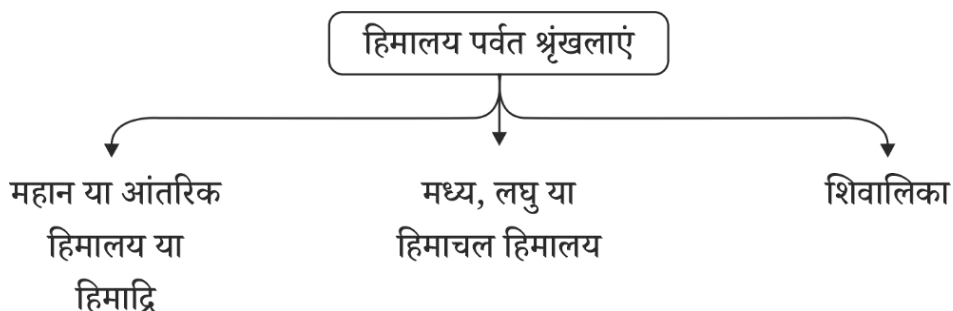 हिमालय पर्वत श्रृंखलाएं
महान या आंतरिक
हिमालय या
हिमाद्रि
मध्य, लघु या
हिमाचल हिमालय
शिवालिका